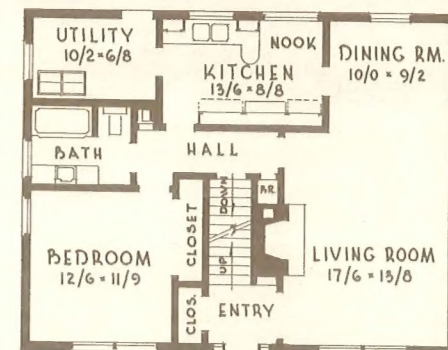 UTILITY
10/2=6/8
NOOK
KITCHEN
13/6=8/8
DINING RM.
10/0 = 9/2
BATH
HALL
DOWN
BR.
CLOSET
UP
BEDROOM
12/6=11/9
LIVING ROOM
17/6=13/8
CLOS.
ENTRY